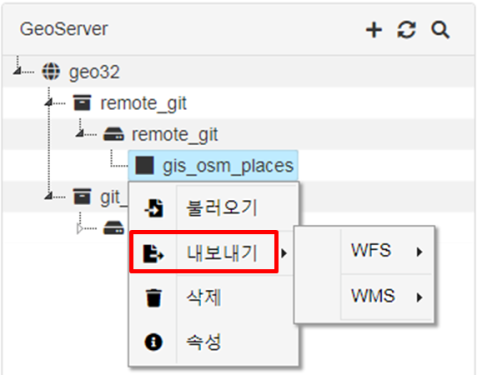 GeoServer
geo32
remote_git
remote_git
gis_osm_places
git_
불러오기
내보내기
WFS
WMS
삭제
속성